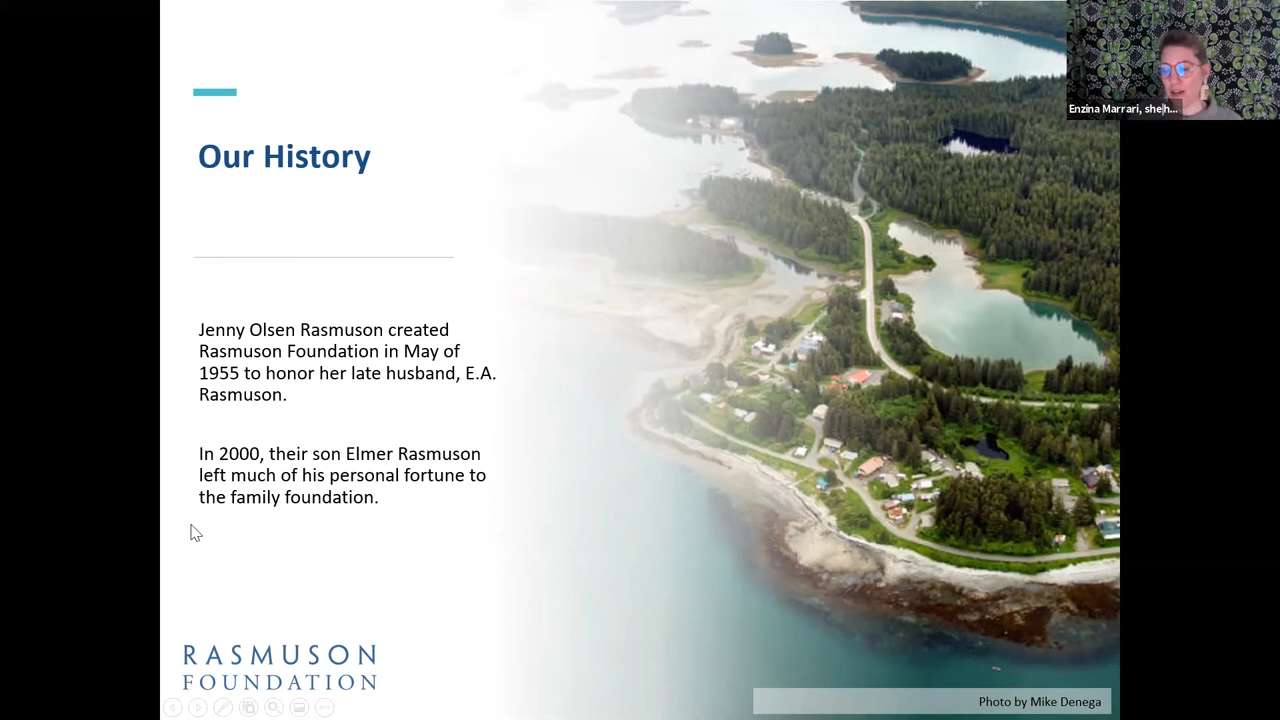 Our History
Jenny Olsen Rasmuson created
Rasmuson Foundation in May of
1955 to honor her late husband, E.A.
Rasmuson.
In 2000, their son Elmer Rasmuson
left much of his personal fortune to
the family foundation.
RASMUSON
FOUNDATION
Photo by Mike Denega
Enzina Marrari, she|h...